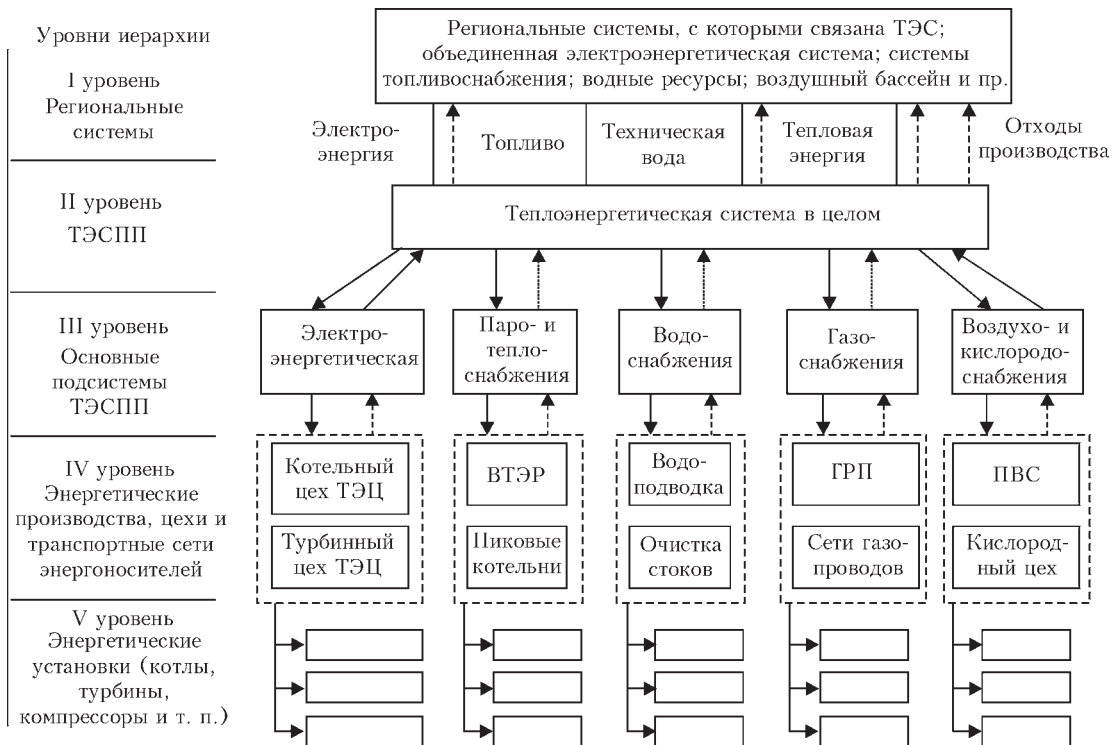 Уровни иерархии
I уровень
Региональные
системы
II уровень
ТЭСПП
III уровень
Основные
подсистемы
ТЭСПП
IV уровень
Энергетические
производства, цехи и
транспортные сети
энергоносителей
V уровень
Энергетические
установки (котлы,
турбины,
компрессоры и т. п.)
Региональные системы, с которыми связана ТЭС;
объединенная электроэнергетическая система; системы
топливоснабжения; водные ресурсы; воздушный бассейн и пр.
Электро-
энергия
Топливо
Техническая
вода
Тепловая
энергия
Отходы
производства
Теплоэнергетическая система в целом
Электро-
энергетическая
Паро- и
тепло-
снабжения
Водо-
снабжения
Газо-
снабжения
Воздухо- и
кислородо-
снабжения
Котельный
цех ТЭЦ
Турбинный
цех ТЭЦ
ВТЭР
Пиковые
котельни
Водо-
подводка
Очистка
стоков
ГРП
Сети газо-
проводов
ПВС
Кислород-
ный цех